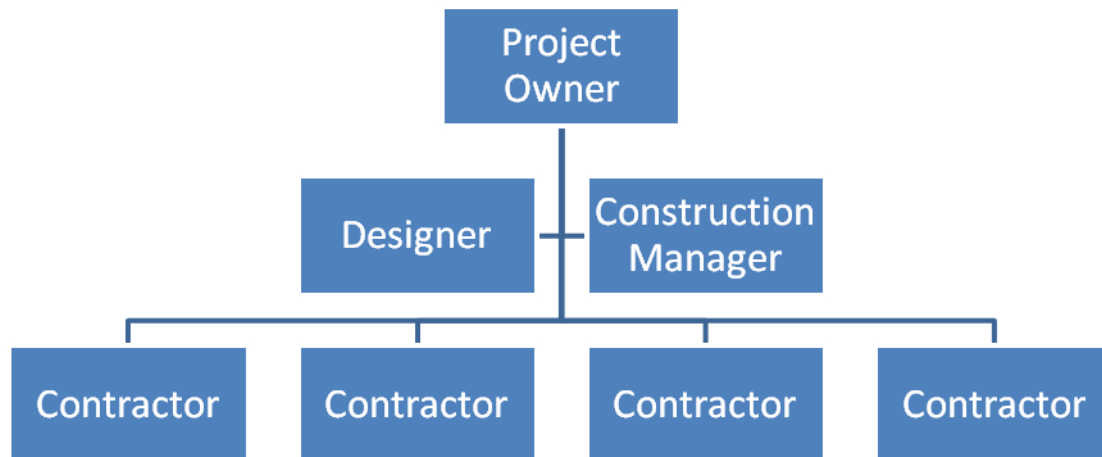 Project
Owner
Designer
Construction
Manager
Contractor
Contractor
Contractor
Contractor